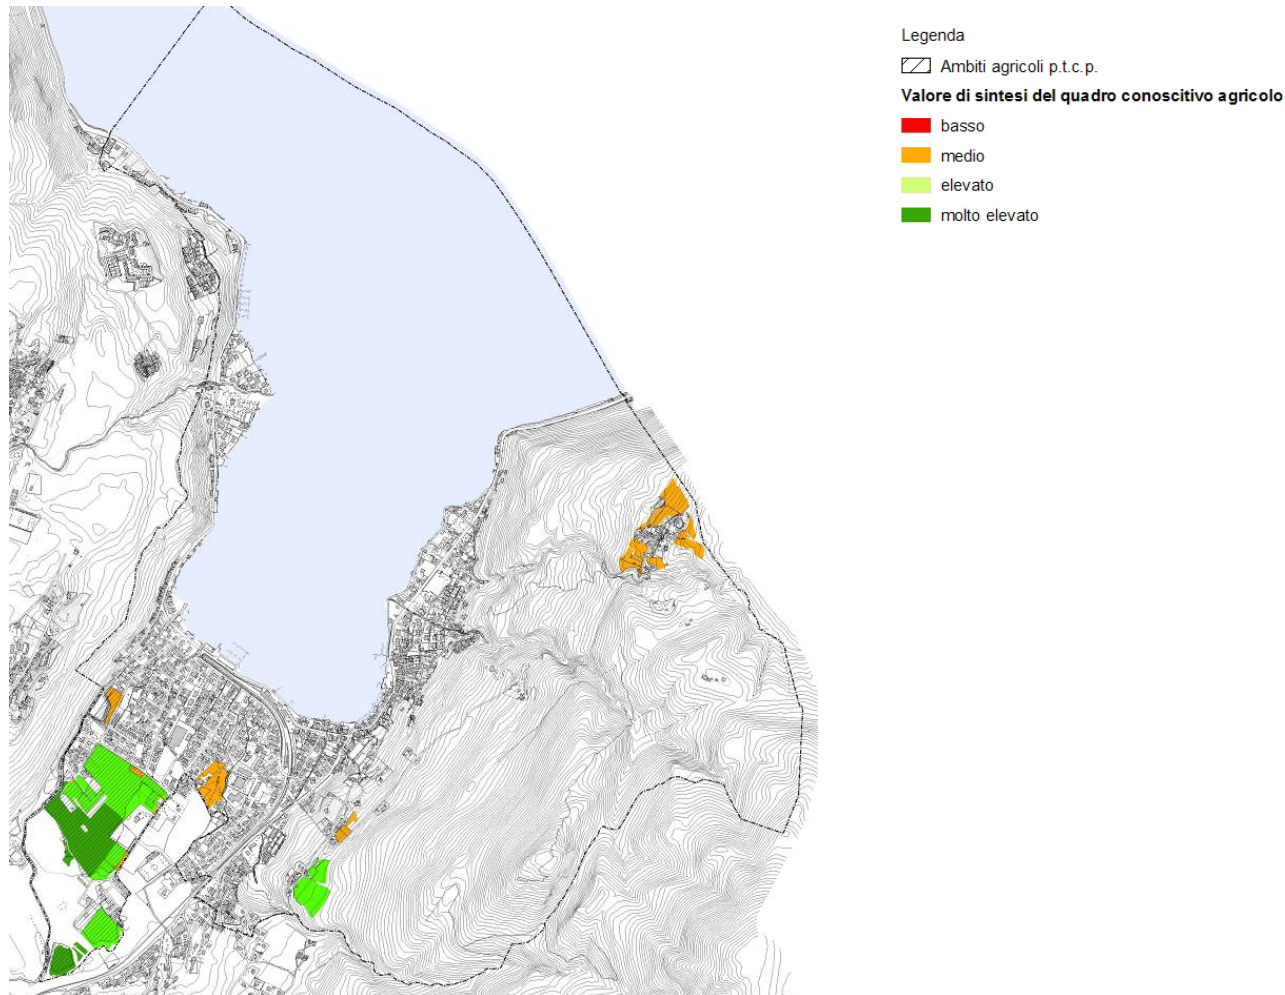 Legenda
Ambiti agricoli p.t.c.p.
Valore di sintesi del quadro conoscitivo agricolo
basso
medio
elevato
molto elevato